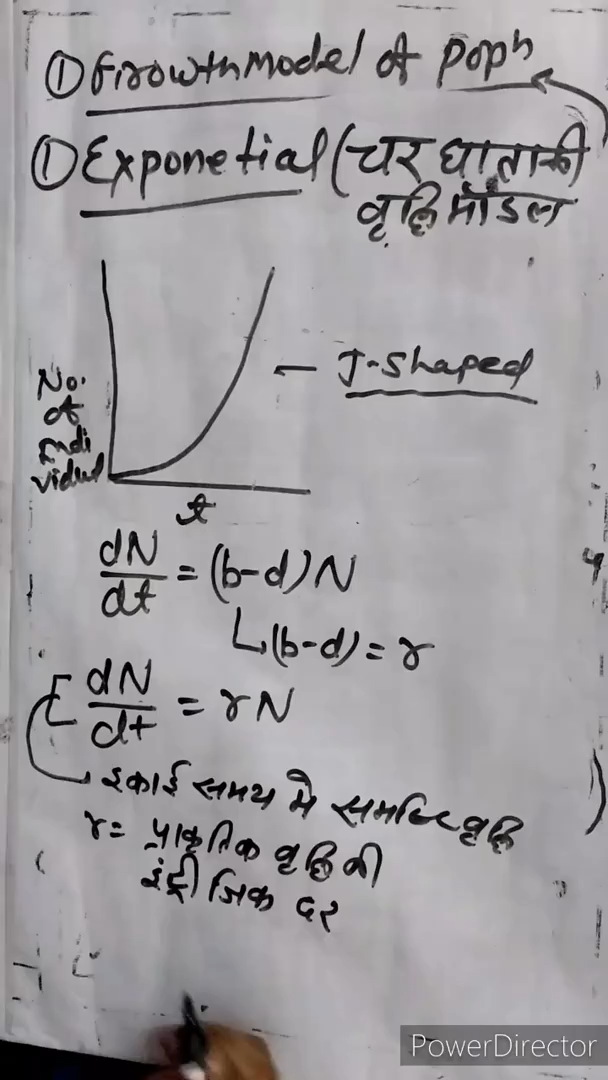 ① Growth Model of Popⁿ
① Exponetial (चर घाताकी
वृद्धि मॉडल
J-Shaped
No.
of
Indi
vidul
t
dN/dt = (b-d)N
(b-d) = r
dN/dt = rN
इकाई समय मे समष्टि वृद्धि
r = प्राकृतिक वृद्धि की
इंट्रीजिक दर
PowerDirector